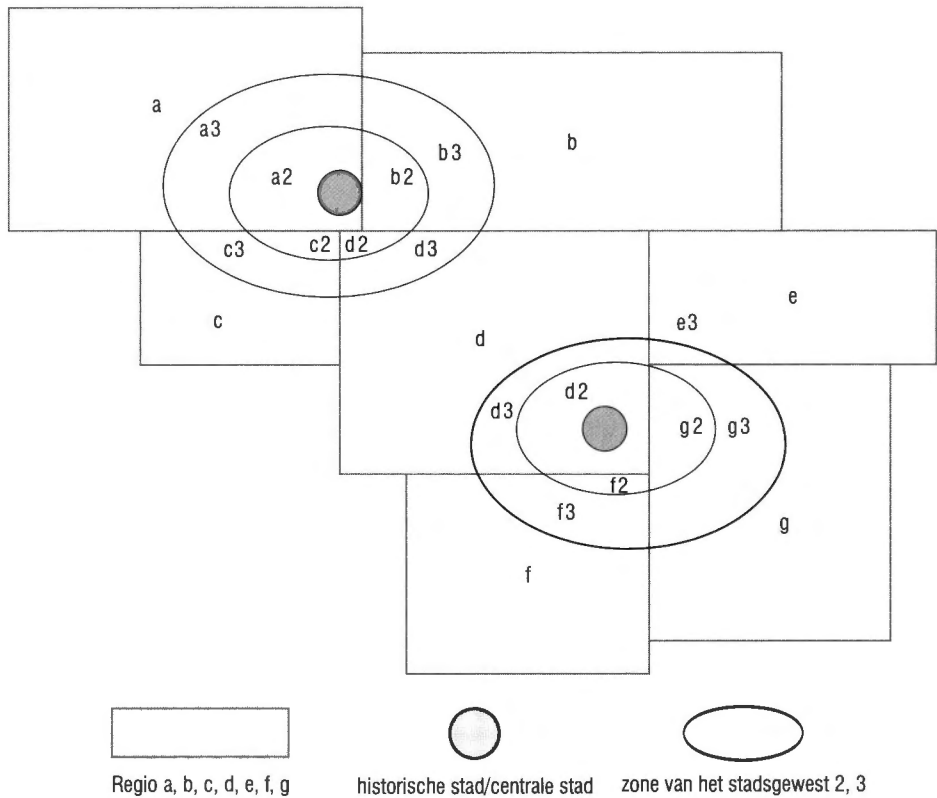 a
a3
b3
b
a2
b2
c3
c2
d2
d3
c
d
e3
e
d3
d2
g2
g3
f2
f3
g
f
Regio a, b, c, d, e, f, g
historische stad/centrale stad
zone van het stadsgewest 2, 3